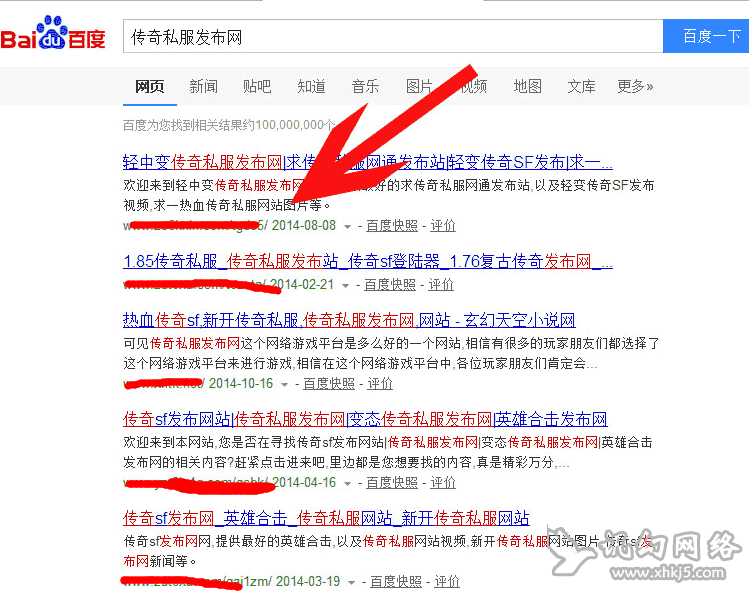 Bai du 百度
传奇私服发布网
百度一下
网页 新闻 贴吧 知道 音乐 图片 视频 地图 文库 更多»
百度为您找到相关结果约100,000,000个
轻中变传奇私服发布网|求传 服网通发布站|轻变传奇SF发布|求一...
欢迎来到轻中变传奇私服发布网 最好的求传奇私服网通发布站,以及轻变传奇SF发布
视频,求一热血传奇私服网站图片等。
2014-08-08 - 百度快照 - 评价
1.85传奇私服_传奇私服发布站_传奇sf登陆器_1.76复古传奇发布网_...
2014-02-21 - 百度快照 - 评价
热血传奇sf,新开传奇私服,传奇私服发布网,网站 - 玄幻天空小说网
可见传奇私服发布网这个网络游戏平台是多么好的一个网站,相信有很多的玩家朋友们都选择了
这个网络游戏平台来进行游戏,相信在这个网络游戏平台中,各位玩家朋友们肯定会...
2014-10-16 - 百度快照 - 评价
传奇sf发布网站|传奇私服发布网|变态传奇私服发布网|英雄合击发布网
欢迎来到本网站,您是否在寻找传奇sf发布网站|传奇私服发布网|变态传奇私服发布网|英雄合击
发布网的相关内容?赶紧点击进来吧,里边都是您想要找的内容,真是精彩万分,...
2014-04-16 - 百度快照 - 评价
传奇sf发布网_英雄合击_传奇私服网站_新开传奇私服网站
传奇sf发布网网,提供最好的英雄合击,以及传奇私服网站视频,新开传奇私服网站图片,传奇sf发
布网新闻等。
2014-03-19 - 百度快照 - 评价
网络
www.xhkj5.com